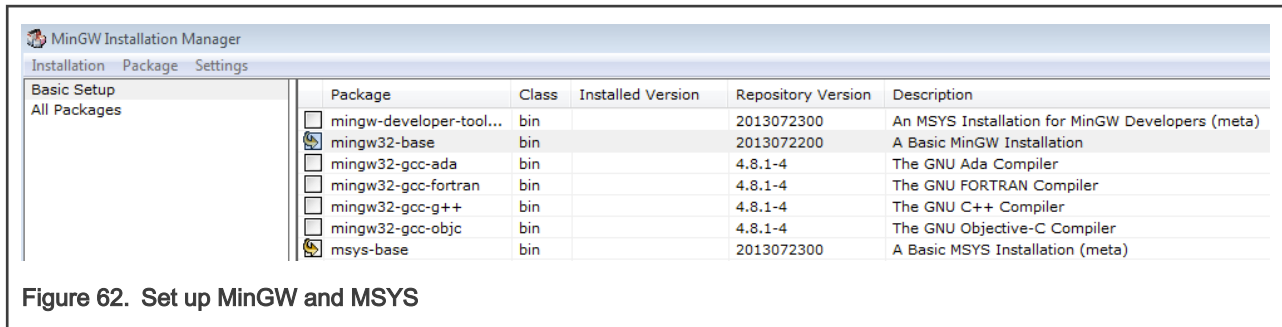 MinGW Installation Manager
Installation Package Settings
Basic Setup
All Packages
Package Class Installed Version Repository Version Description
mingw-developer-tool... bin 2013072300 An MSYS Installation for MinGW Developers (meta)
mingw32-base bin 2013072200 A Basic MinGW Installation
mingw32-gcc-ada bin 4.8.1-4 The GNU Ada Compiler
mingw32-gcc-fortran bin 4.8.1-4 The GNU FORTRAN Compiler
mingw32-gcc-g++ bin 4.8.1-4 The GNU C++ Compiler
mingw32-gcc-objc bin 4.8.1-4 The GNU Objective-C Compiler
msys-base bin 2013072300 A Basic MSYS Installation (meta)
Figure 62. Set up MinGW and MSYS